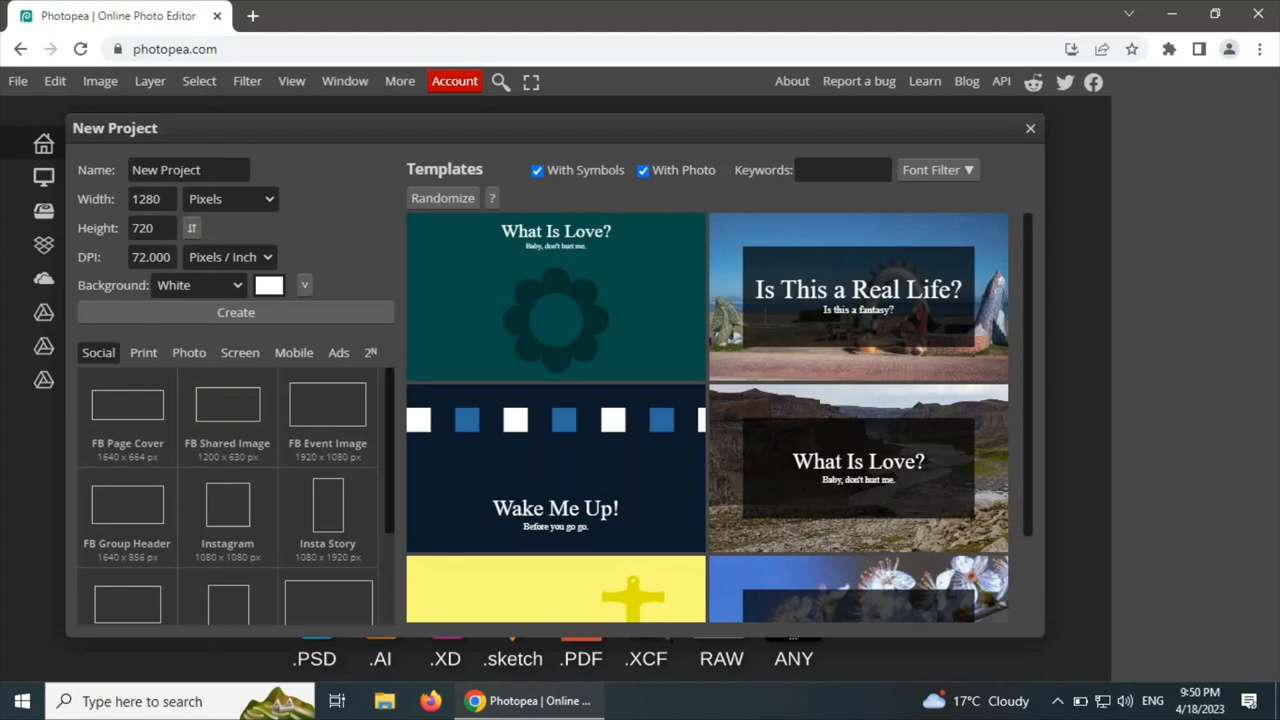 Photopea | Online Photo Editor
photopea.com
File Edit Image Layer Select Filter View Window More Account About Report a bug Learn Blog API
New Project
Name: New Project
Width: 1280 Pixels
Height: 720
DPI: 72.000 Pixels / Inch
Background: White v
Create
Social Print Photo Screen Mobile Ads 2ᴺ
FB Page Cover FB Shared Image FB Event Image
1640 x 664 px 1200 x 630 px 1920 x 1080 px
FB Group Header Instagram Insta Story
1640 x 856 px 1080 x 1080 px 1080 x 1920 px
Templates With Symbols With Photo Keywords: Font Filter ▼
Randomize ?
What Is Love?
Baby, don't hurt me.
Is This a Real Life?
Is this a fantasy?
Wake Me Up!
Before you go go.
What Is Love?
Baby, don't hurt me.
.PSD .AI .XD .sketch .PDF .XCF RAW ANY
Type here to search
Photopea | Online ...
17°C Cloudy
ENG
9:50 PM
4/18/2023